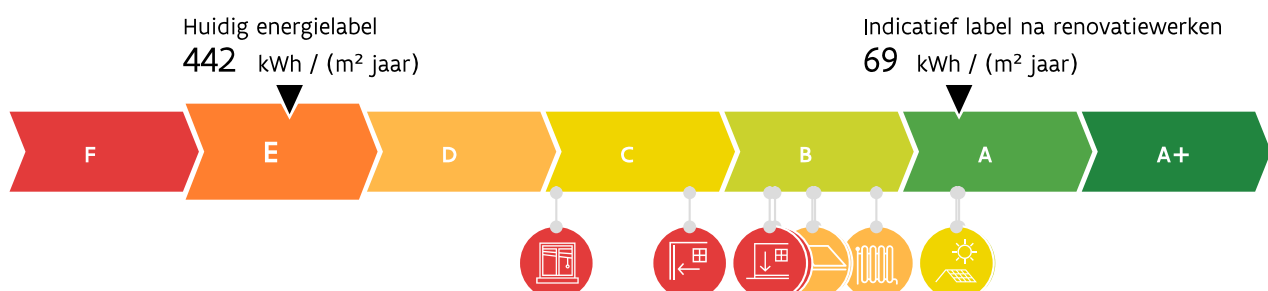 Huidig energielabel
442 kWh / (m² jaar)
Indicatief label na renovatiewerken
69 kWh / (m² jaar)
F
E
D
C
B
A
A+